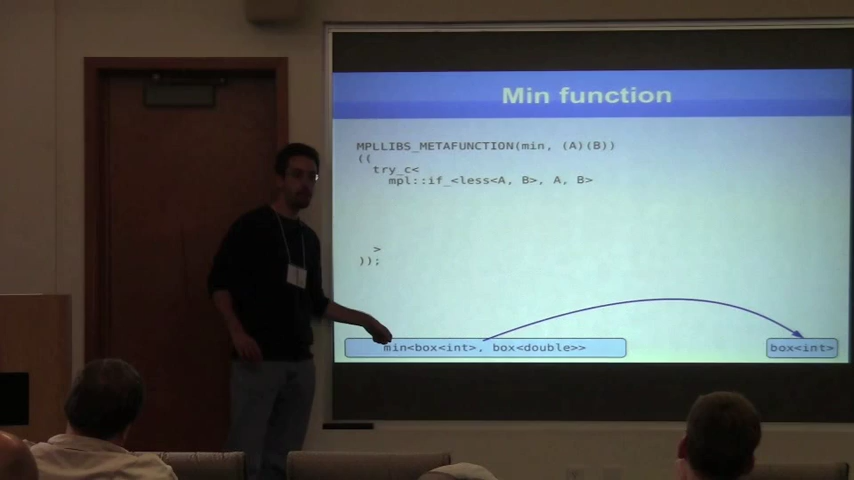 Min function
MPLLIBS_METAFUNCTION(min, (A)(B))
((
try_c<
mpl::if_<less<A, B>, A, B>
>
));
min<box<int>, box<double>>
box<int>